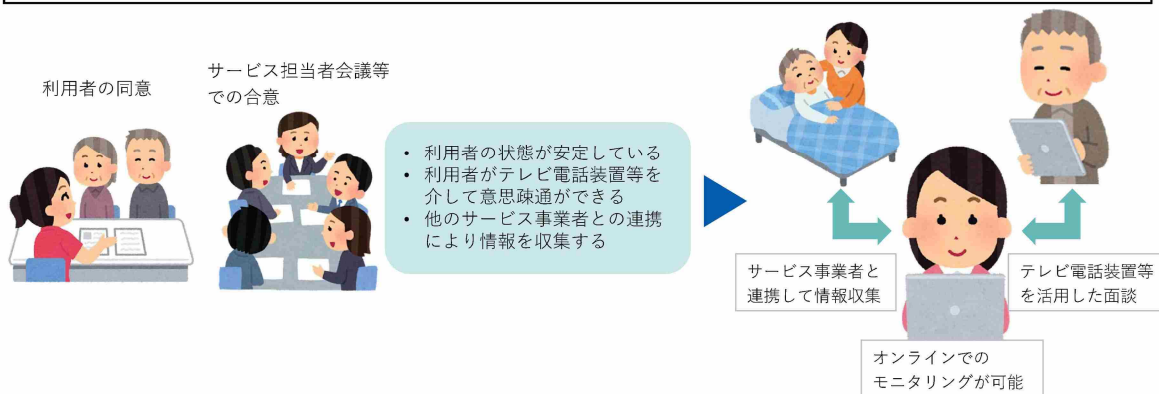 利用者の同意
サービス担当者会議等
での合意
• 利用者の状態が安定している
• 利用者がテレビ電話装置等を
介して意思疎通ができる
• 他のサービス事業者との連携
により情報を収集する
サービス事業者と
連携して情報収集
テレビ電話装置等
を活用した面談
オンラインでの
モニタリングが可能